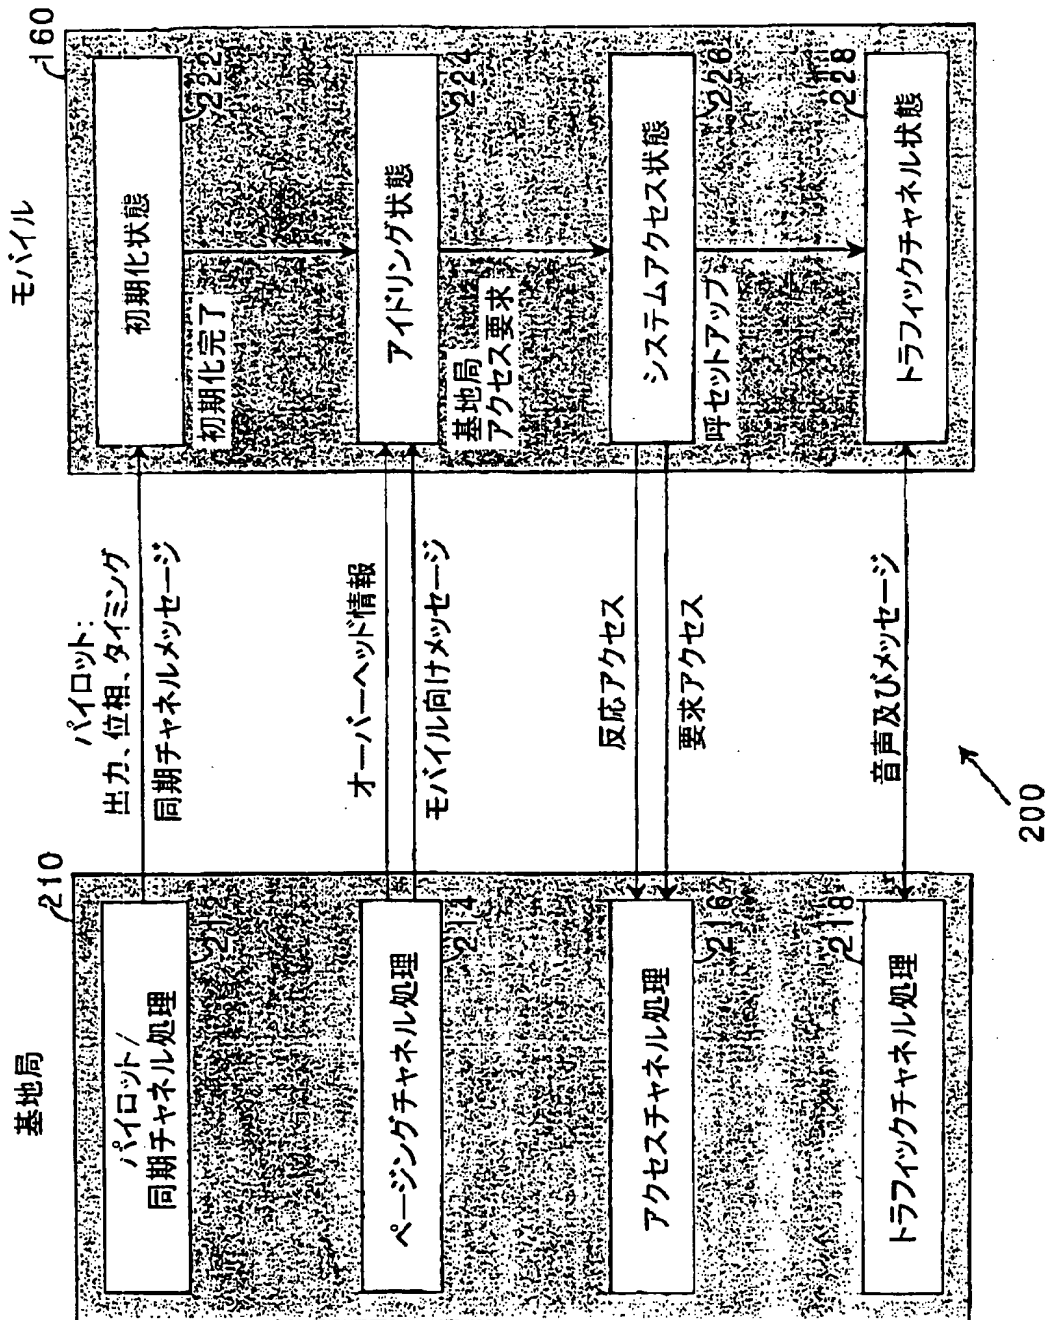 基地局
210
パイロット/
同期チャネル処理
212
ページングチャネル処理
214
アクセスチャネル処理
216
トラフィックチャネル処理
218
パイロット:
出力、位相、タイミング
同期チャネルメッセージ
オーバーヘッド情報
モバイル向けメッセージ
反応アクセス
要求アクセス
音声及びメッセージ
200
モバイル
160
初期化状態
222
初期化完了
アイドリング状態
224
基地局
アクセス要求
システムアクセス状態
226
呼セットアップ
トラフィックチャネル状態
228